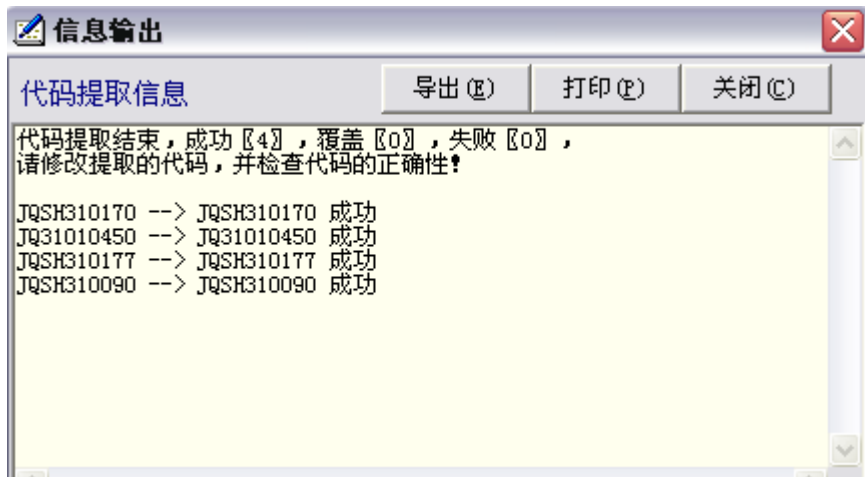 信息输出
代码提取信息
导出(E)
打印(P)
关闭(C)
代码提取结束，成功〖4〗，覆盖〖0〗，失败〖0〗，
请修改提取的代码，并检查代码的正确性！
JQSH310170 --> JQSH310170 成功
JQ31010450 --> JQ31010450 成功
JQSH310177 --> JQSH310177 成功
JQSH310090 --> JQSH310090 成功